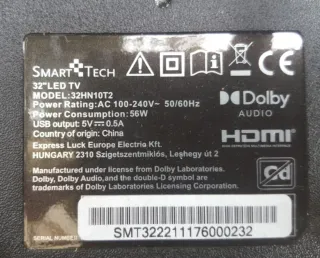 SMART TECH
32"LED TV
MODEL:32HN10T2
Power Rating:AC 100-240V~ 50/60Hz
Power Consumption:56W
USB output: 5V⎓0.5A
Country of origin: China
Express Luck Europe Electric Kft.
HUNGARY 2310 Szigetszentmiklós, Leshegy út 2
CE
Dolby
AUDIO
HDMI
Manufactured under license from Dolby Laboratories.
Dolby, Dolby Audio,and the double-D symbol are
trademarks of Dolby Laboratories Licensing Corporation.
SERIAL NUMBER
SMT322211176000232